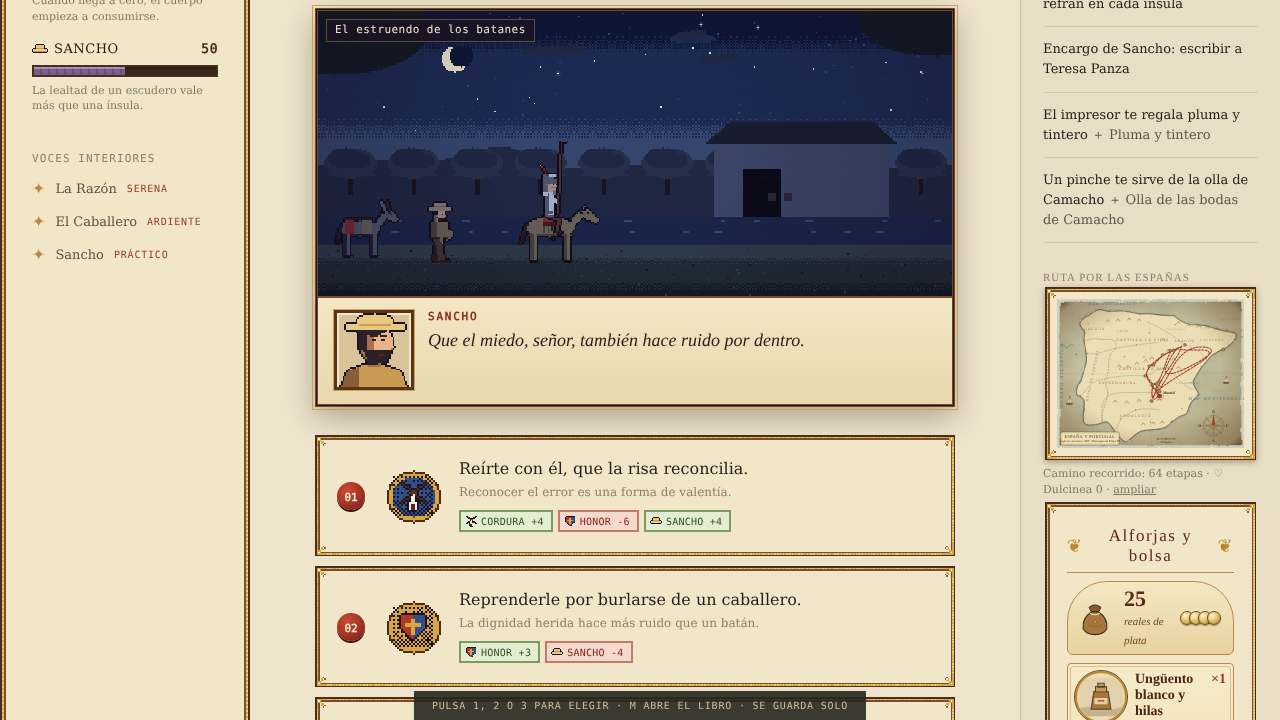 Cuando llega a cero, el cuerpo
empieza a consumirse.
SANCHO 50
La lealtad de un escudero vale
más que una ínsula.
VOCES INTERIORES
La Razón SERENA
El Caballero ARDIENTE
Sancho PRÁCTICO
El estruendo de los batanes
SANCHO
Que el miedo, señor, también hace ruido por dentro.
01
Reírte con él, que la risa reconcilia.
Reconocer el error es una forma de valentía.
CORDURA +4 HONOR -6 SANCHO +4
02
Reprenderle por burlarse de un caballero.
La dignidad herida hace más ruido que un batán.
HONOR +3 SANCHO -4
PULSA 1, 2 O 3 PARA ELEGIR · M ABRE EL LIBRO · SE GUARDA SOLO
refrán en cada ínsula
Encargo de Sancho: escribir a
Teresa Panza
El impresor te regala pluma y
tintero + Pluma y tintero
Un pinche te sirve de la olla de
Camacho + Olla de las bodas
de Camacho
RUTA POR LAS ESPAÑAS
ESPAÑA Y PORTUGAL
Camino recorrido: 64 etapas · ♡
Dulcinea 0 · ampliar
Alforjas y
bolsa
25
reales de
plata
Ungüento ×1
blanco y
hilas